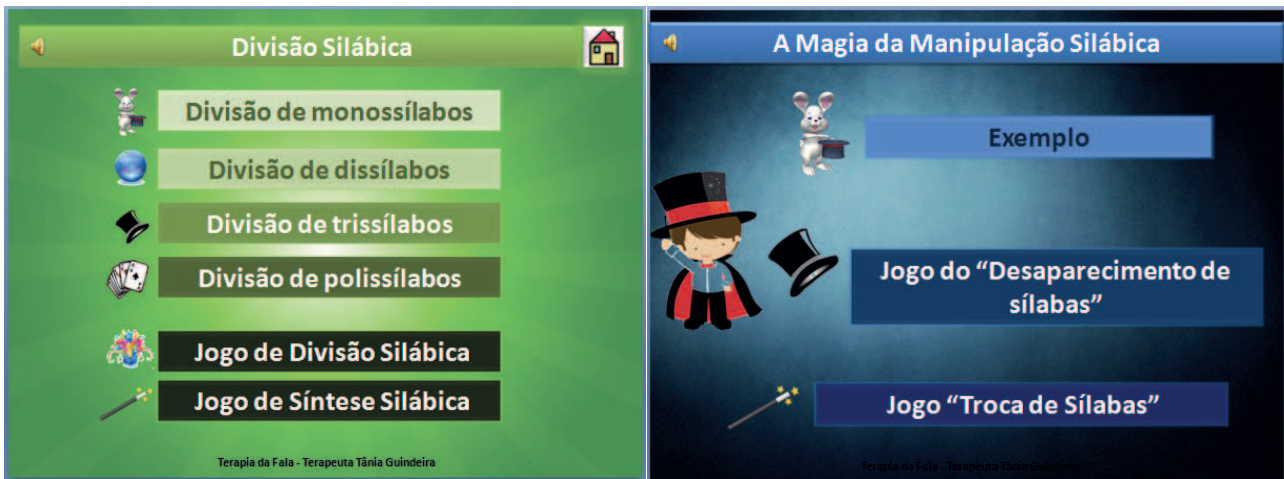 Divisão Silábica
Divisão de monossílabos
Divisão de dissílabos
Divisão de trissílabos
Divisão de polissílabos
Jogo de Divisão Silábica
Jogo de Síntese Silábica
Terapia da Fala - Terapeuta Tânia Guindeira
A Magia da Manipulação Silábica
Exemplo
Jogo do “Desaparecimento de
sílabas”
Jogo “Troca de Sílabas”
Terapia da Fala - Terapeuta Tânia Guindeira